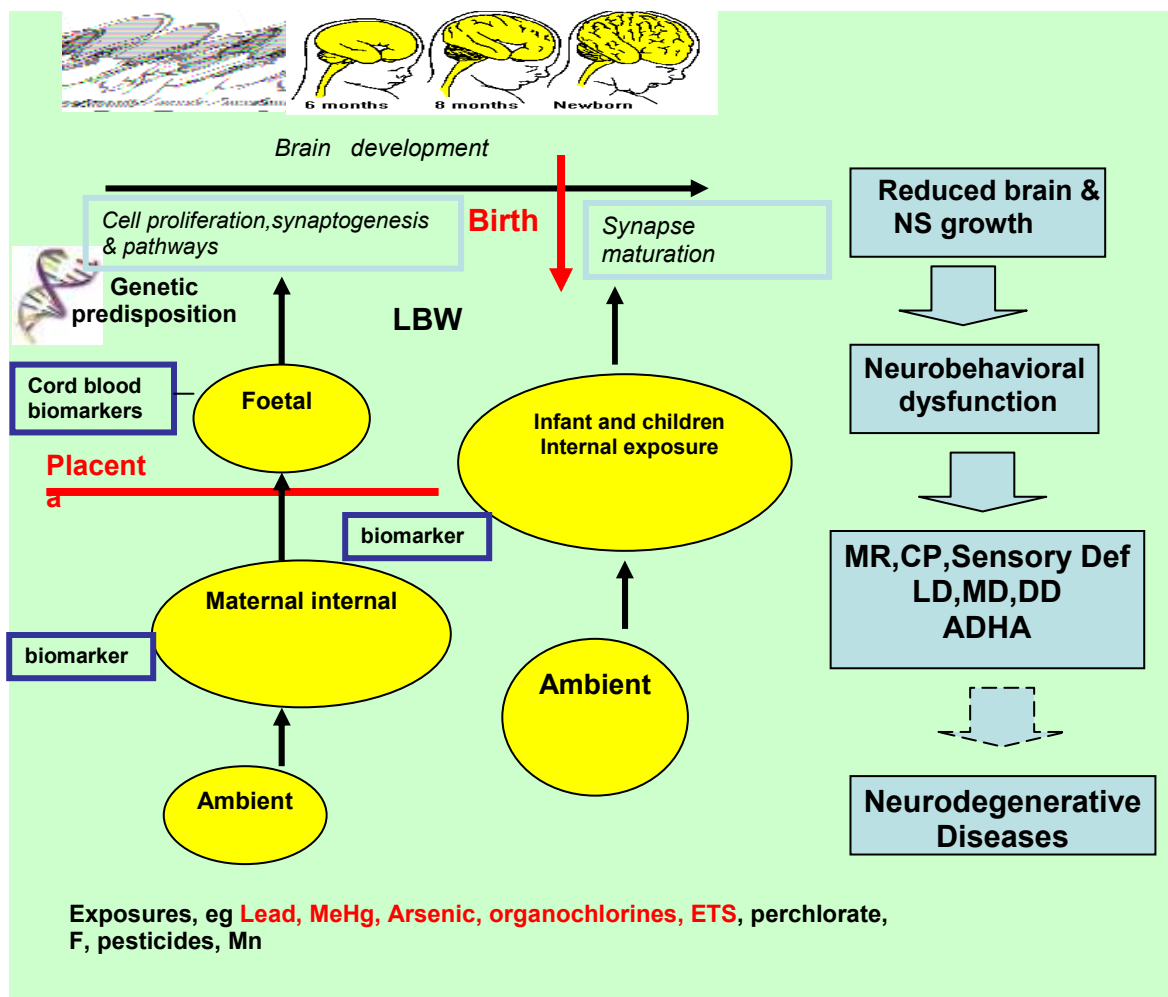 6 months 8 months Newborn
Brain development
Cell proliferation,synaptogenesis
& pathways
Birth
Synapse
maturation
Genetic
predisposition
LBW
Cord blood
biomarkers
Foetal
Infant and children
Internal exposure
Placent
a
biomarker
Maternal internal
biomarker
Ambient
Ambient
Reduced brain &
NS growth
Neurobehavioral
dysfunction
MR,CP,Sensory Def
LD,MD,DD
ADHA
Neurodegenerative
Diseases
Exposures, eg Lead, MeHg, Arsenic, organochlorines, ETS, perchlorate,
F, pesticides, Mn